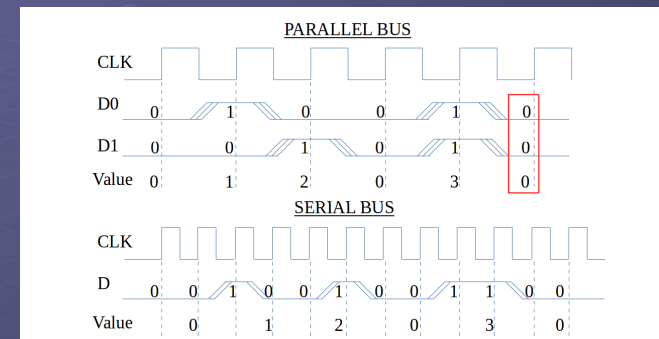 PARALLEL BUS
CLK
D0 0 1 0 0 1 0
D1 0 0 1 0 1 0
Value 0 1 2 0 3 0
SERIAL BUS
CLK
D 0 0 1 0 0 1 0 0 1 1 0 0
Value 0 1 2 0 3 0